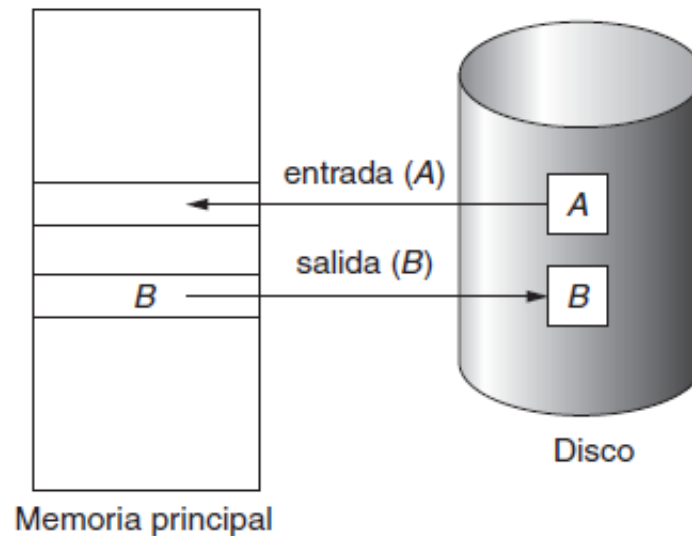 entrada (A)
A
salida (B)
B
B
Disco
Memoria principal